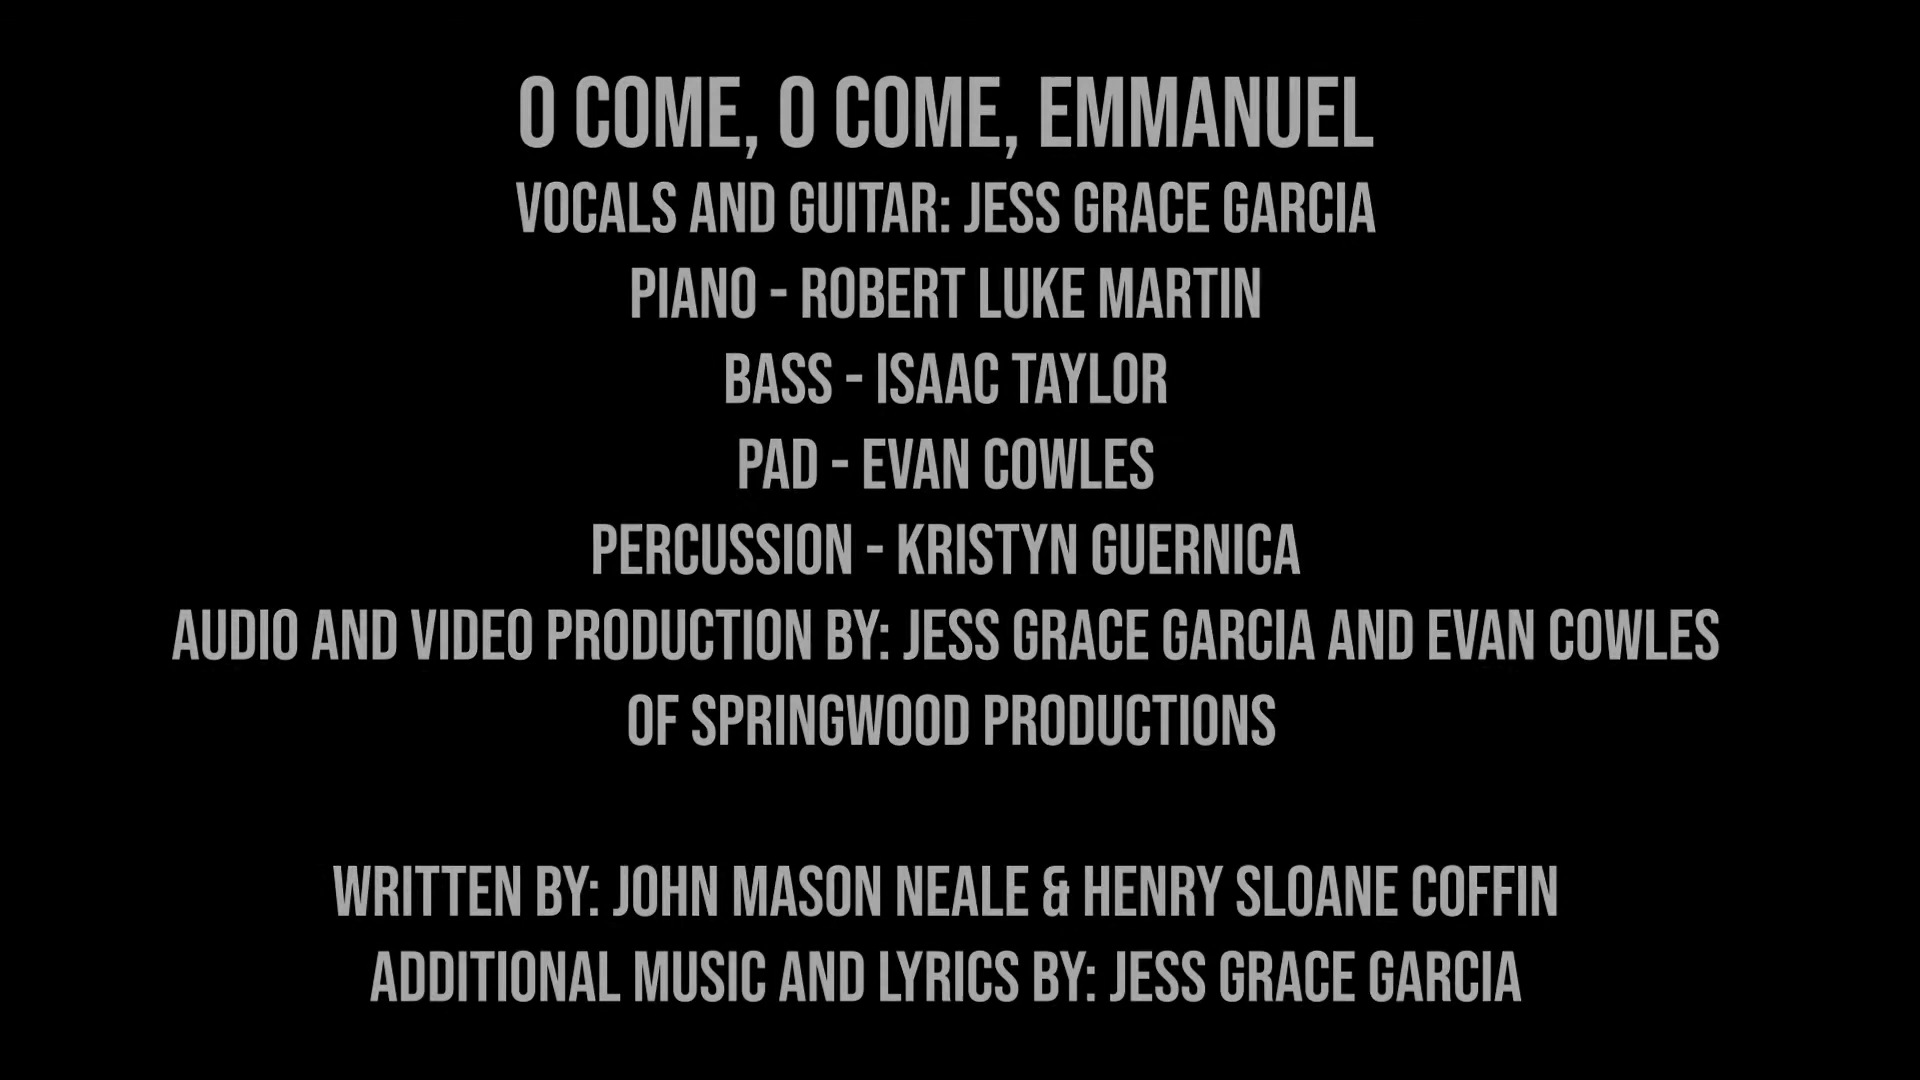 O COME, O COME, EMMANUEL
VOCALS AND GUITAR: JESS GRACE GARCIA
PIANO - ROBERT LUKE MARTIN
BASS - ISAAC TAYLOR
PAD - EVAN COWLES
PERCUSSION - KRISTYN GUERNICA
AUDIO AND VIDEO PRODUCTION BY: JESS GRACE GARCIA AND EVAN COWLES
OF SPRINGWOOD PRODUCTIONS
WRITTEN BY: JOHN MASON NEALE & HENRY SLOANE COFFIN
ADDITIONAL MUSIC AND LYRICS BY: JESS GRACE GARCIA